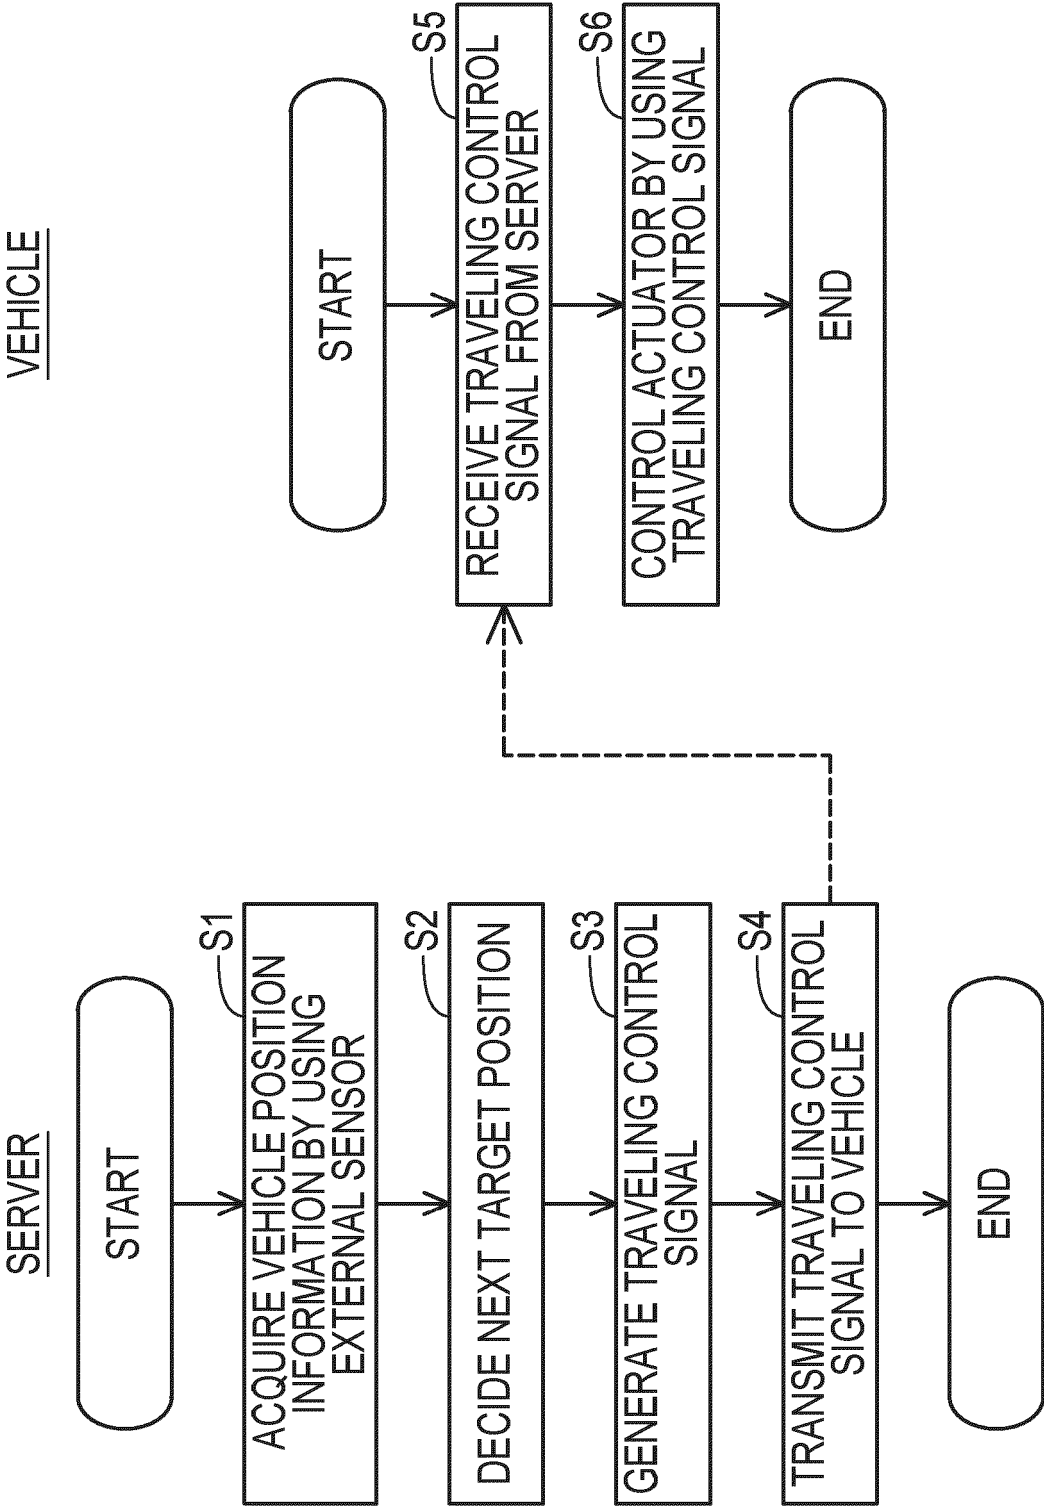 SERVER
START
S1
ACQUIRE VEHICLE POSITION
INFORMATION BY USING
EXTERNAL SENSOR
S2
DECIDE NEXT TARGET POSITION
S3
GENERATE TRAVELING CONTROL
SIGNAL
S4
TRANSMIT TRAVELING CONTROL
SIGNAL TO VEHICLE
END
VEHICLE
START
S5
RECEIVE TRAVELING CONTROL
SIGNAL FROM SERVER
S6
CONTROL ACTUATOR BY USING
TRAVELING CONTROL SIGNAL
END